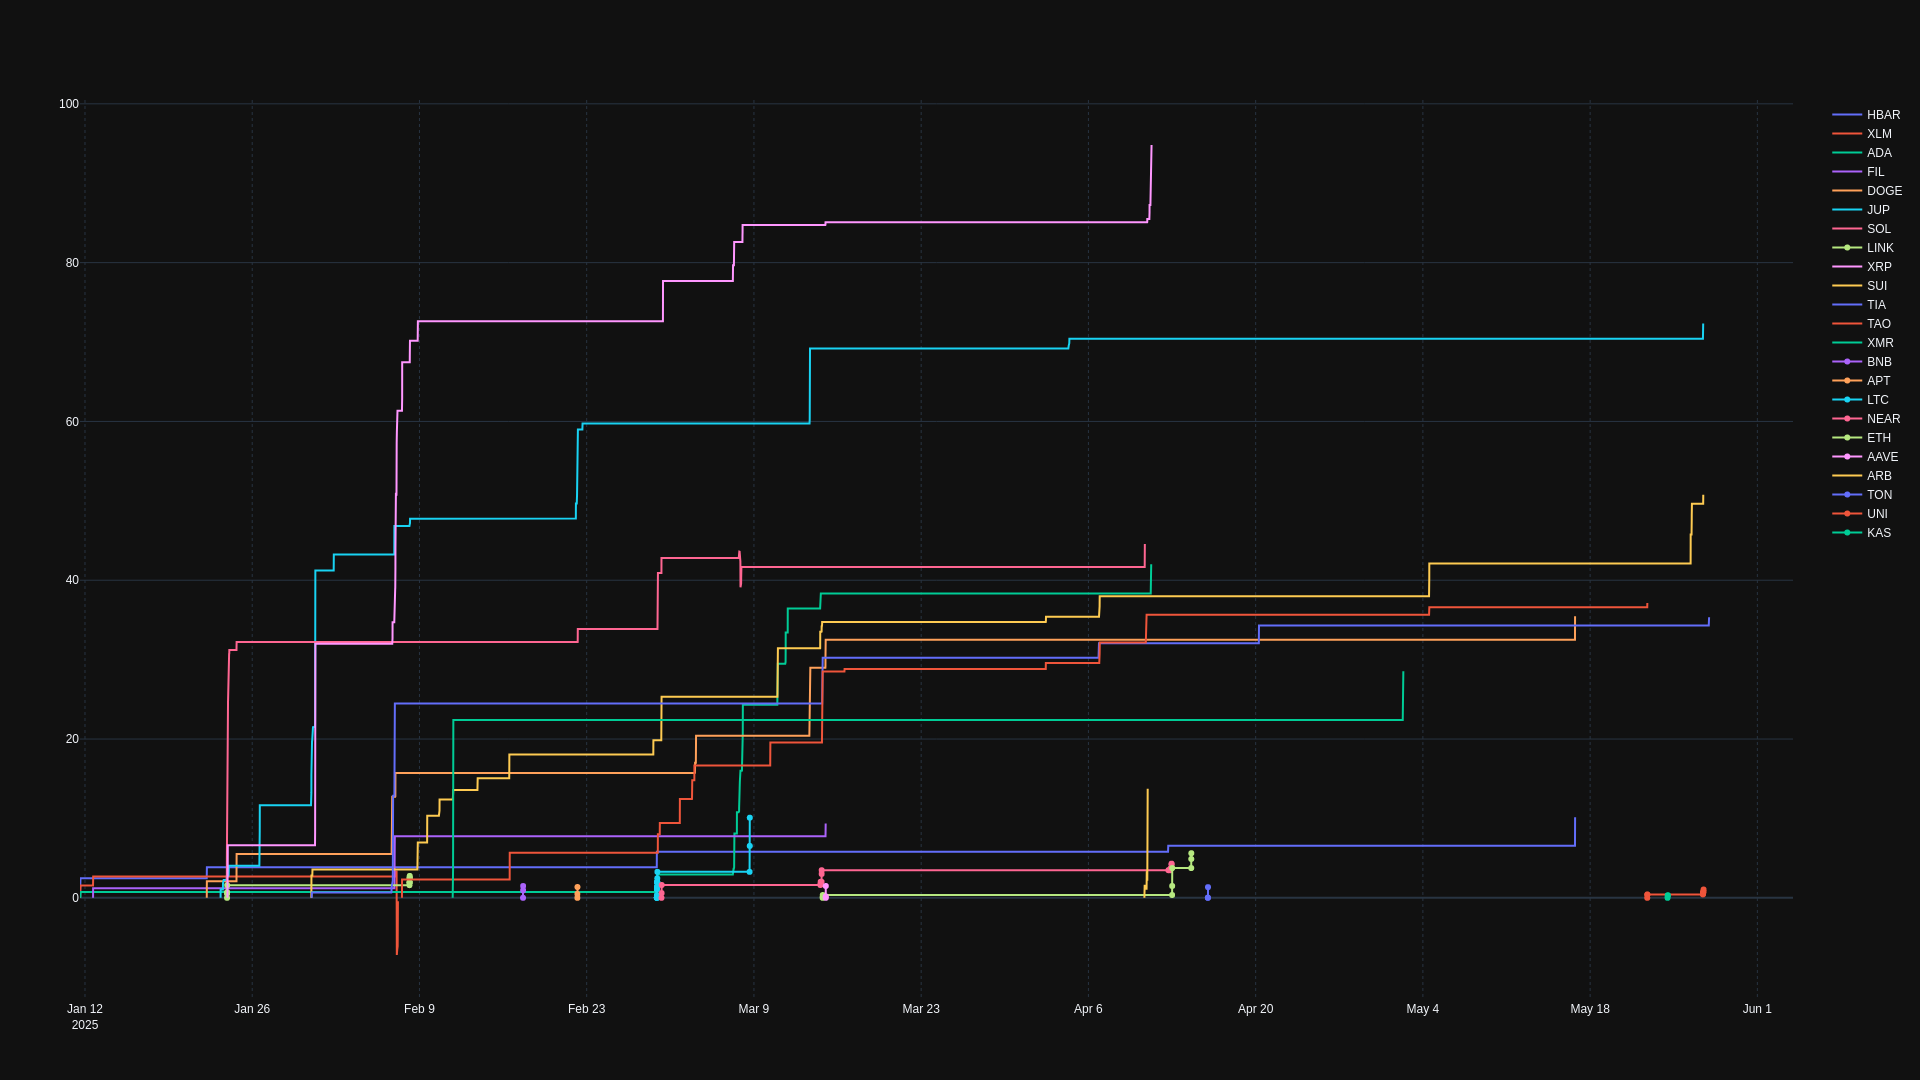 100
80
60
40
20
0
Jan 12
2025
Jan 26
Feb 9
Feb 23
Mar 9
Mar 23
Apr 6
Apr 20
May 4
May 18
Jun 1
HBAR
XLM
ADA
FIL
DOGE
JUP
SOL
LINK
XRP
SUI
TIA
TAO
XMR
BNB
APT
LTC
NEAR
ETH
AAVE
ARB
TON
UNI
KAS